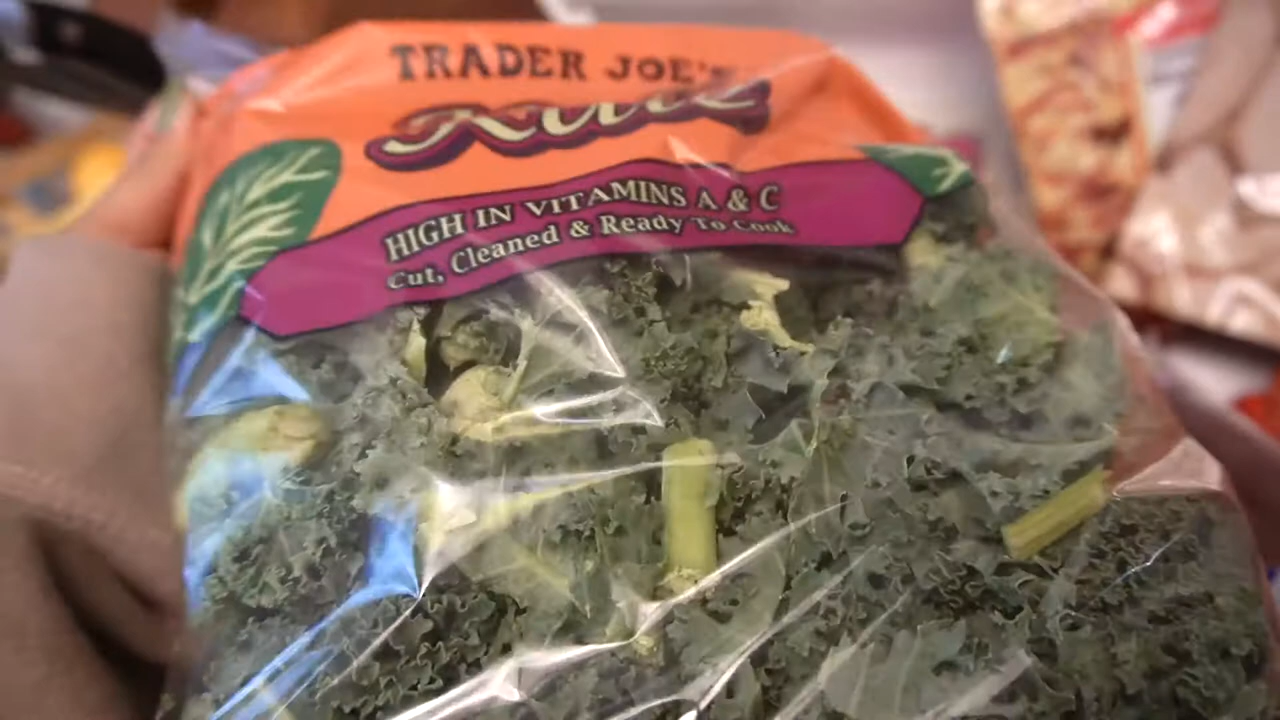 TRADER JOE'S
Kale
HIGH IN VITAMINS A & C
Cut, Cleaned & Ready To Cook